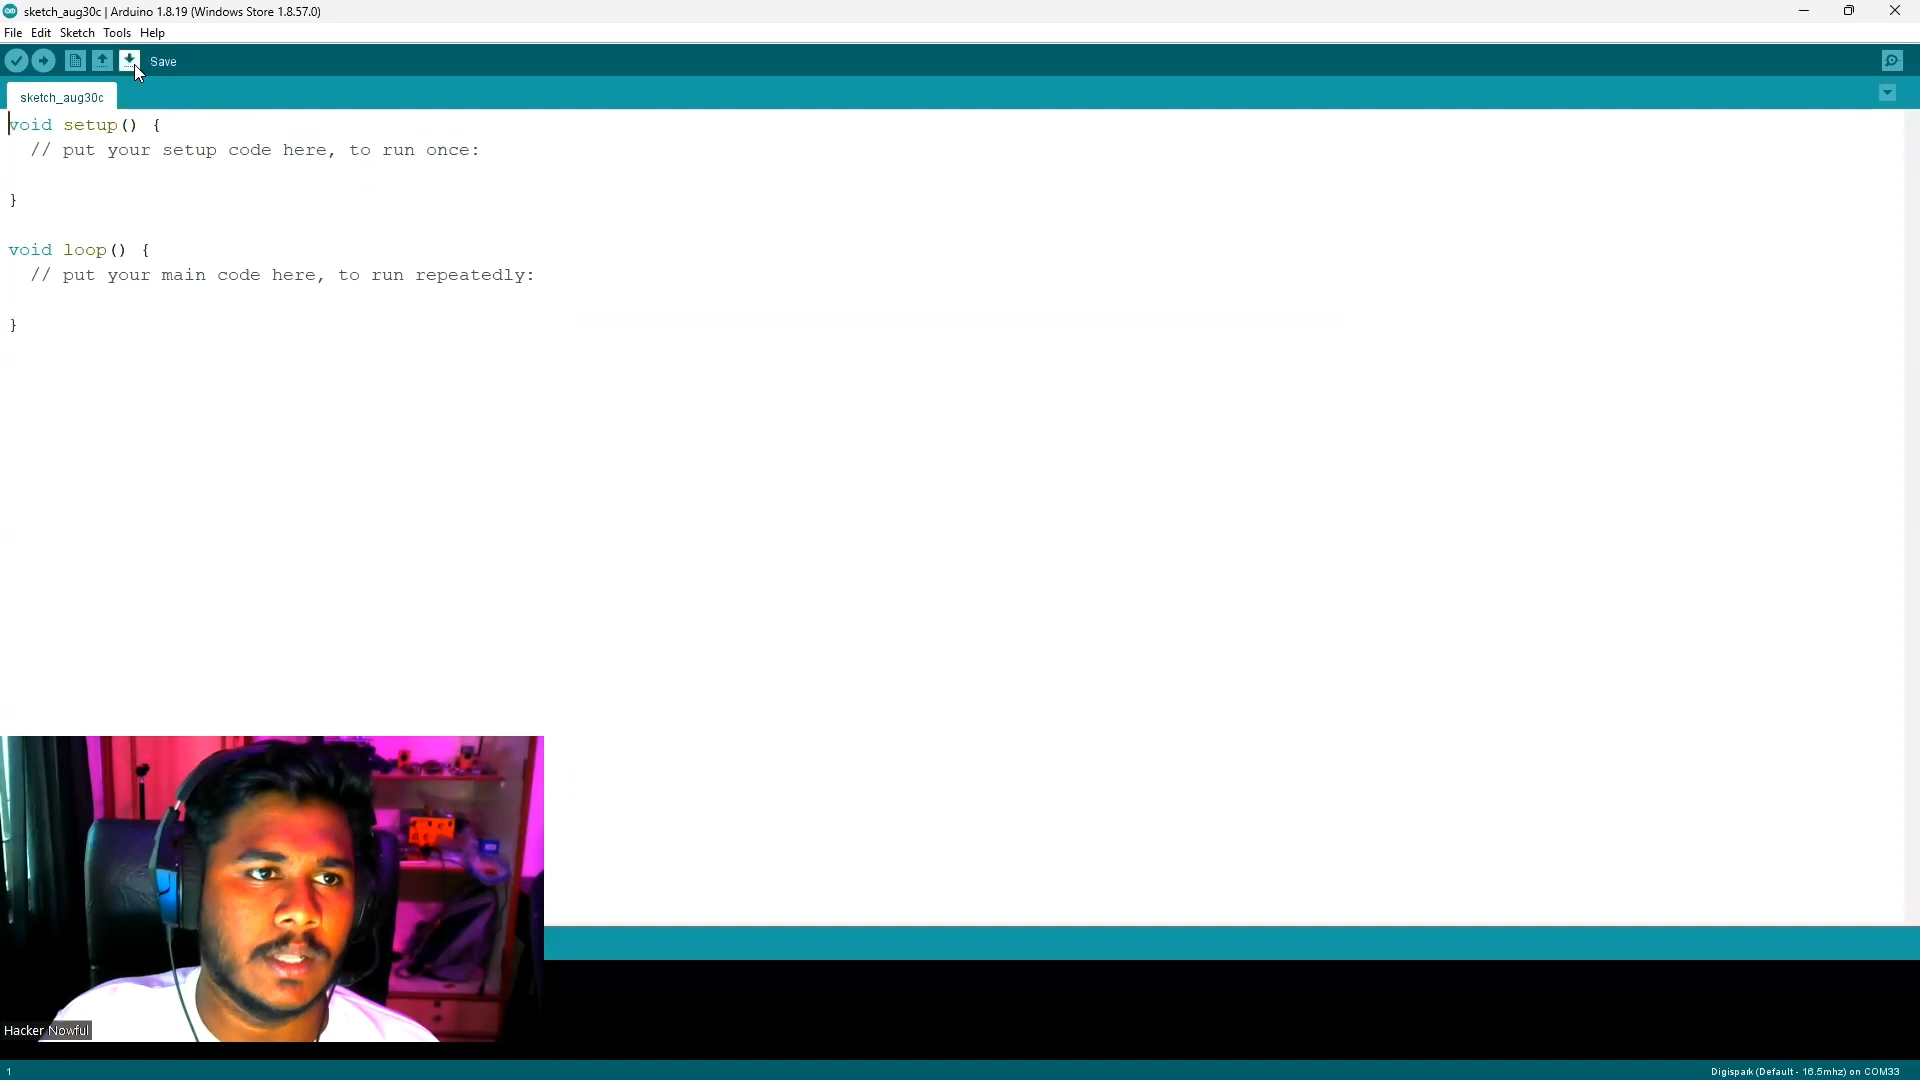 sketch_aug30c | Arduino 1.8.19 (Windows Store 1.8.57.0)
File Edit Sketch Tools Help
Save
sketch_aug30c
void setup() {
// put your setup code here, to run once:
}
void loop() {
// put your main code here, to run repeatedly:
}
Hacker Nowful
1
Digispark (Default - 16.5mhz) on COM33